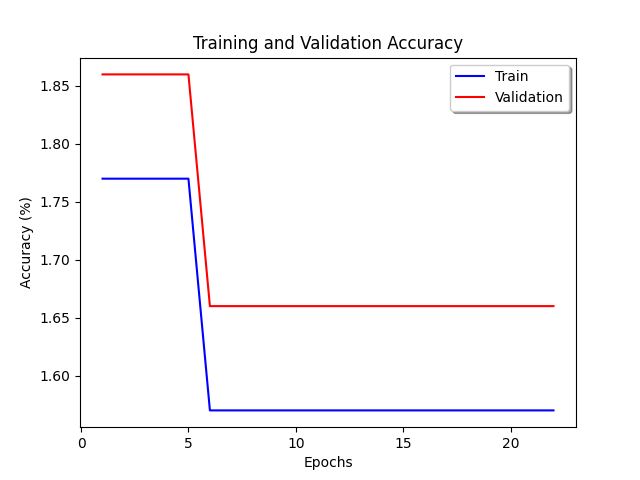 Training and Validation Accuracy
Train
Validation
Accuracy (%)
1.85
1.80
1.75
1.70
1.65
1.60
0 5 10 15 20
Epochs